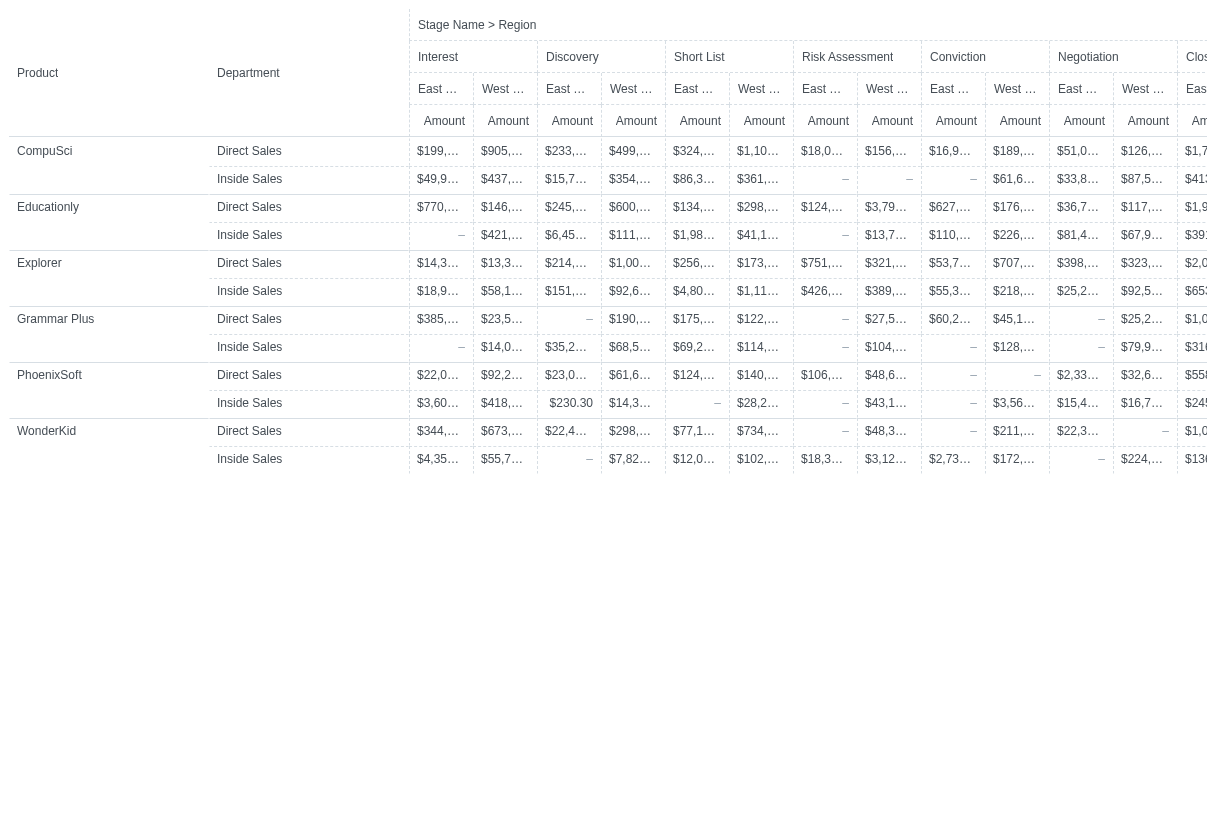 Stage Name > Region
Product Department Interest Discovery Short List Risk Assessment Conviction Negotiation Clos
East … West … East … West … East … West … East … West … East … West … East … West … Eas
Amount Amount Amount Amount Amount Amount Amount Amount Amount Amount Amount Amount Am
CompuSci Direct Sales $199,… $905,… $233,… $499,… $324,… $1,10… $18,0… $156,… $16,9… $189,… $51,0… $126,… $1,7
Inside Sales $49,9… $437,… $15,7… $354,… $86,3… $361,… – – – $61,6… $33,8… $87,5… $413
Educationly Direct Sales $770,… $146,… $245,… $600,… $134,… $298,… $124,… $3,79… $627,… $176,… $36,7… $117,… $1,9
Inside Sales – $421,… $6,45… $111,… $1,98… $41,1… – $13,7… $110,… $226,… $81,4… $67,9… $391
Explorer Direct Sales $14,3… $13,3… $214,… $1,00… $256,… $173,… $751,… $321,… $53,7… $707,… $398,… $323,… $2,0
Inside Sales $18,9… $58,1… $151,… $92,6… $4,80… $1,11… $426,… $389,… $55,3… $218,… $25,2… $92,5… $653
Grammar Plus Direct Sales $385,… $23,5… – $190,… $175,… $122,… – $27,5… $60,2… $45,1… – $25,2… $1,0
Inside Sales – $14,0… $35,2… $68,5… $69,2… $114,… – $104,… – $128,… – $79,9… $316
PhoenixSoft Direct Sales $22,0… $92,2… $23,0… $61,6… $124,… $140,… $106,… $48,6… – – $2,33… $32,6… $558
Inside Sales $3,60… $418,… $230.30 $14,3… – $28,2… – $43,1… – $3,56… $15,4… $16,7… $245
WonderKid Direct Sales $344,… $673,… $22,4… $298,… $77,1… $734,… – $48,3… – $211,… $22,3… – $1,0
Inside Sales $4,35… $55,7… – $7,82… $12,0… $102,… $18,3… $3,12… $2,73… $172,… – $224,… $136